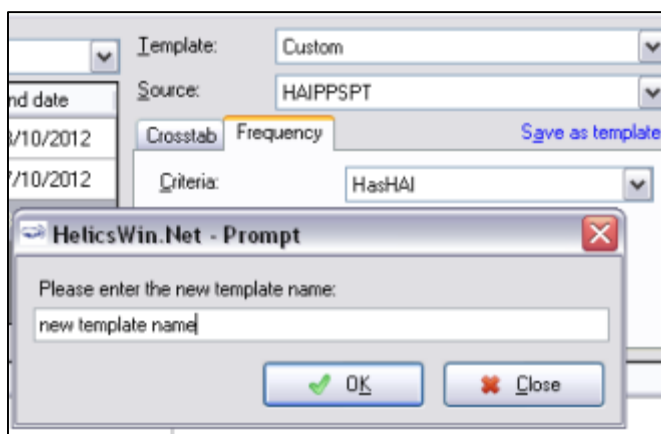 Template:
Custom
Source:
HAIPPSPT
nd date
/10/2012
/10/2012
Crosstab
Frequency
Save as template
Criteria:
HasHAI
HelicsWin.Net - Prompt
Please enter the new template name:
new template name
OK
Close